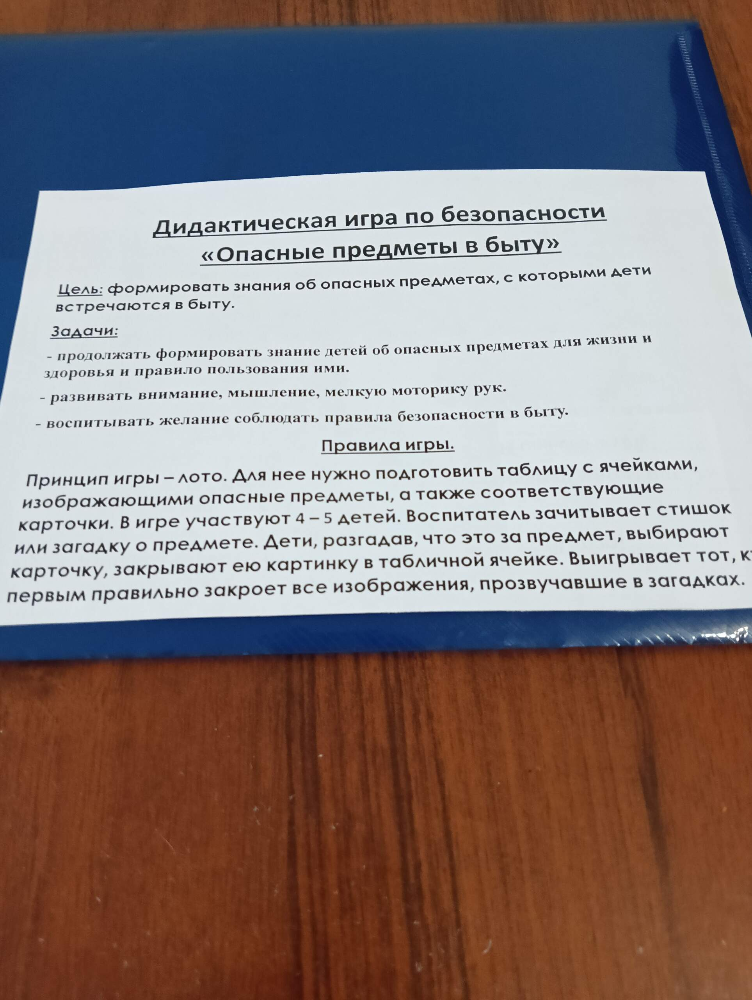 Дидактическая игра по безопасности
«Опасные предметы в быту»
Цель: формировать знания об опасных предметах, с которыми дети
встречаются в быту.
Задачи:
- продолжать формировать знание детей об опасных предметах для жизни и
здоровья и правило пользования ими.
- развивать внимание, мышление, мелкую моторику рук.
- воспитывать желание соблюдать правила безопасности в быту.
Правила игры.
Принцип игры – лото. Для нее нужно подготовить таблицу с ячейками,
изображающими опасные предметы, а также соответствующие
карточки. В игре участвуют 4 – 5 детей. Воспитатель зачитывает стишок
или загадку о предмете. Дети, разгадав, что это за предмет, выбирают
карточку, закрывают ею картинку в табличной ячейке. Выигрывает тот,
первым правильно закроет все изображения, прозвучавшие в загадках.